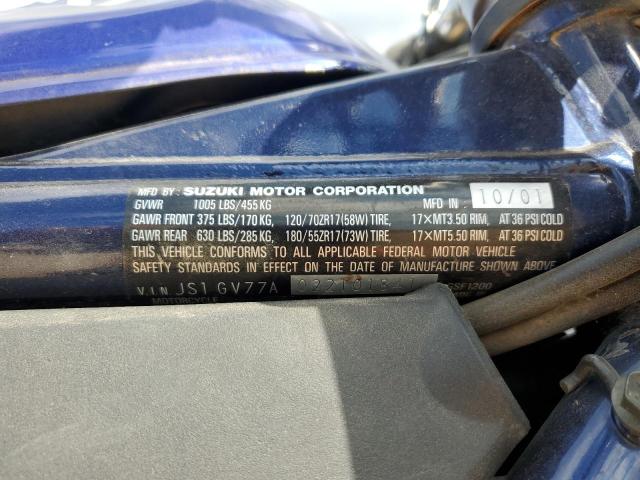 MFD BY : SUZUKI MOTOR CORPORATION
GVWR 1005 LBS/455 KG MFD IN : 10/01
GAWR FRONT 375 LBS/170 KG, 120/70ZR17(58W) TIRE, 17×MT3.50 RIM, AT 36 PSI COLD
GAWR REAR 630 LBS/285 KG, 180/55ZR17(73W) TIRE, 17×MT5.50 RIM, AT 36 PSI COLD
THIS VEHICLE CONFORMS TO ALL APPLICABLE FEDERAL MOTOR VEHICLE
SAFETY STANDARDS IN EFFECT ON THE DATE OF MANUFACTURE SHOWN ABOVE.
V.I.N JS1 GV77A GSF1200
MOTORCYCLE